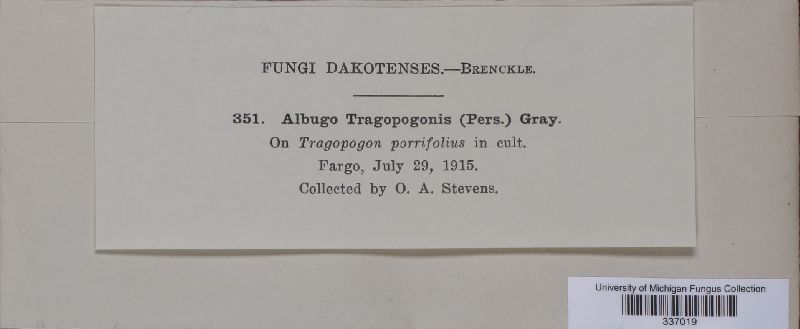 FUNGI DAKOTENSES.—BRENCKLE.
351. Albugo Tragopogonis (Pers.) Gray.
On Tragopogon porrifolius in cult.
Fargo, July 29, 1915.
Collected by O. A. Stevens.
University of Michigan Fungus Collection
337019